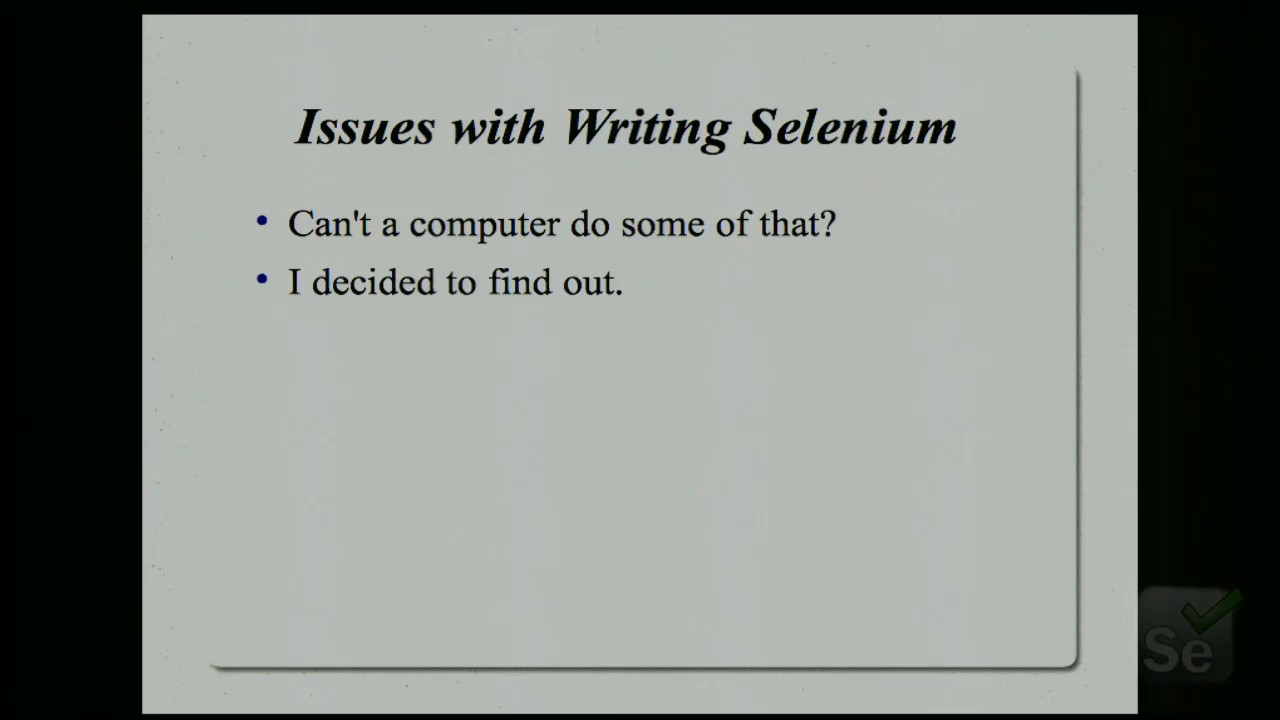 Issues with Writing Selenium
• Can't a computer do some of that?
• I decided to find out.
Se